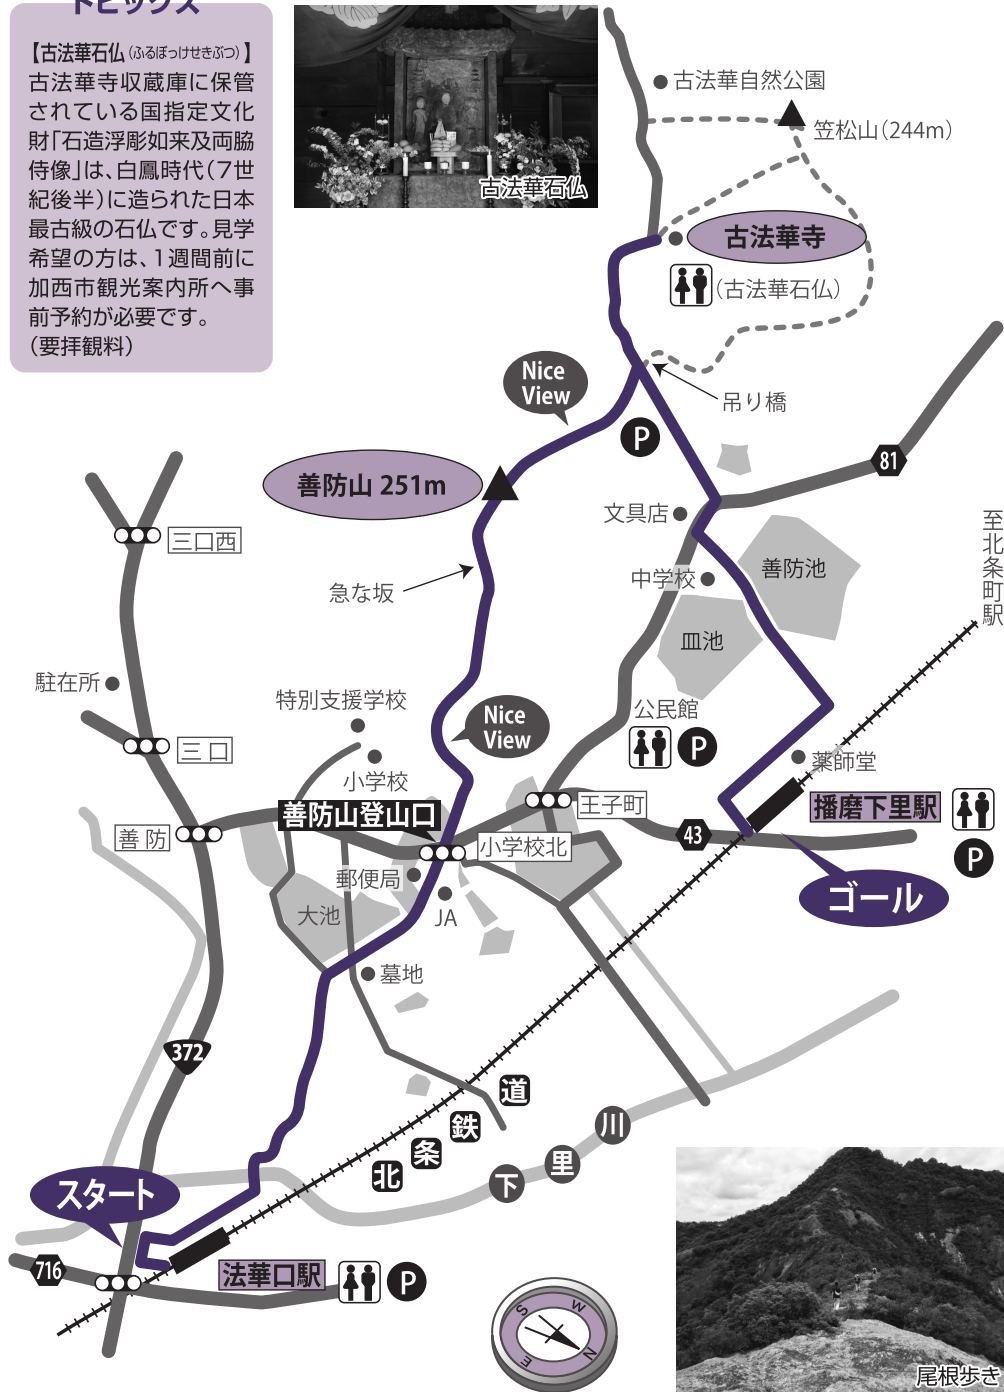 トピックス
【古法華石仏(ふるぼっけせきぶつ)】
古法華寺収蔵庫に保管
されている国指定文化
財「石造浮彫如来及両脇
侍像」は、白鳳時代(7世
紀後半)に造られた日本
最古級の石仏です。見学
希望の方は、1週間前に
加西市観光案内所へ事
前予約が必要です。
(要拝観料)
古法華石仏
古法華自然公園
笠松山(244m)
古法華寺
(古法華石仏)
Nice
View
吊り橋
P
81
善防山 251m
文具店
至北条町駅
三口西
善防池
中学校
急な坂
皿池
駐在所
特別支援学校
公民館
Nice
View
P
三口
小学校
薬師堂
善防山登山口
王子町
播磨下里駅
善防
小学校北
43
P
郵便局
ゴール
大池
JA
墓地
372
北条鉄道
下里川
スタート
716
法華口駅
P
S
W
N
E
尾根歩き